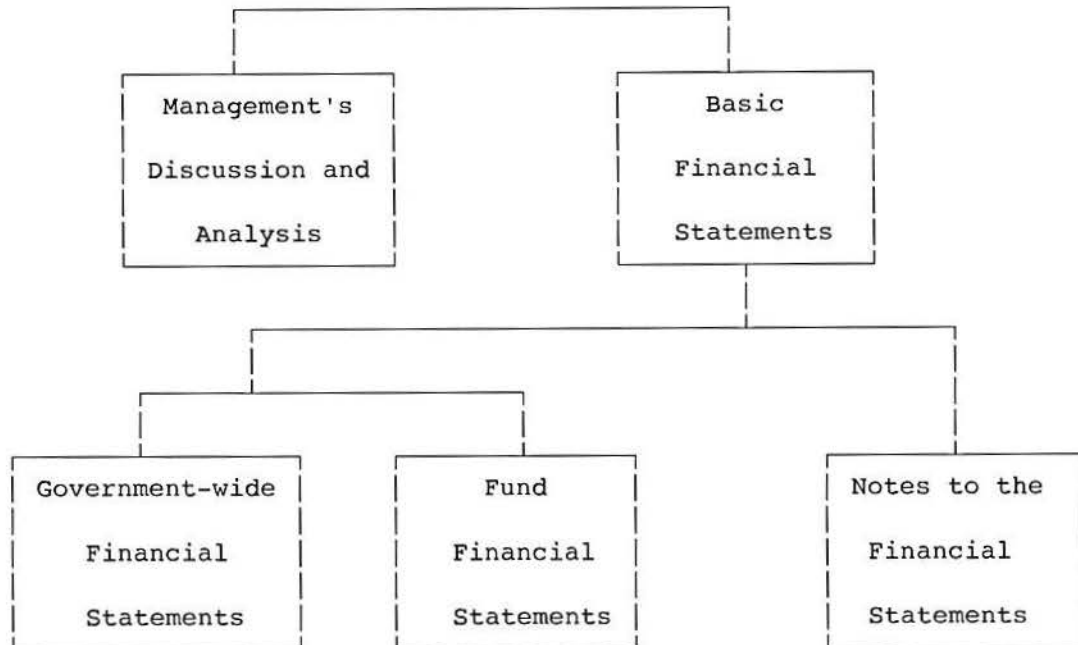 Management's
Discussion and
Analysis
Basic
Financial
Statements
Government-wide
Financial
Statements
Fund
Financial
Statements
Notes to the
Financial
Statements